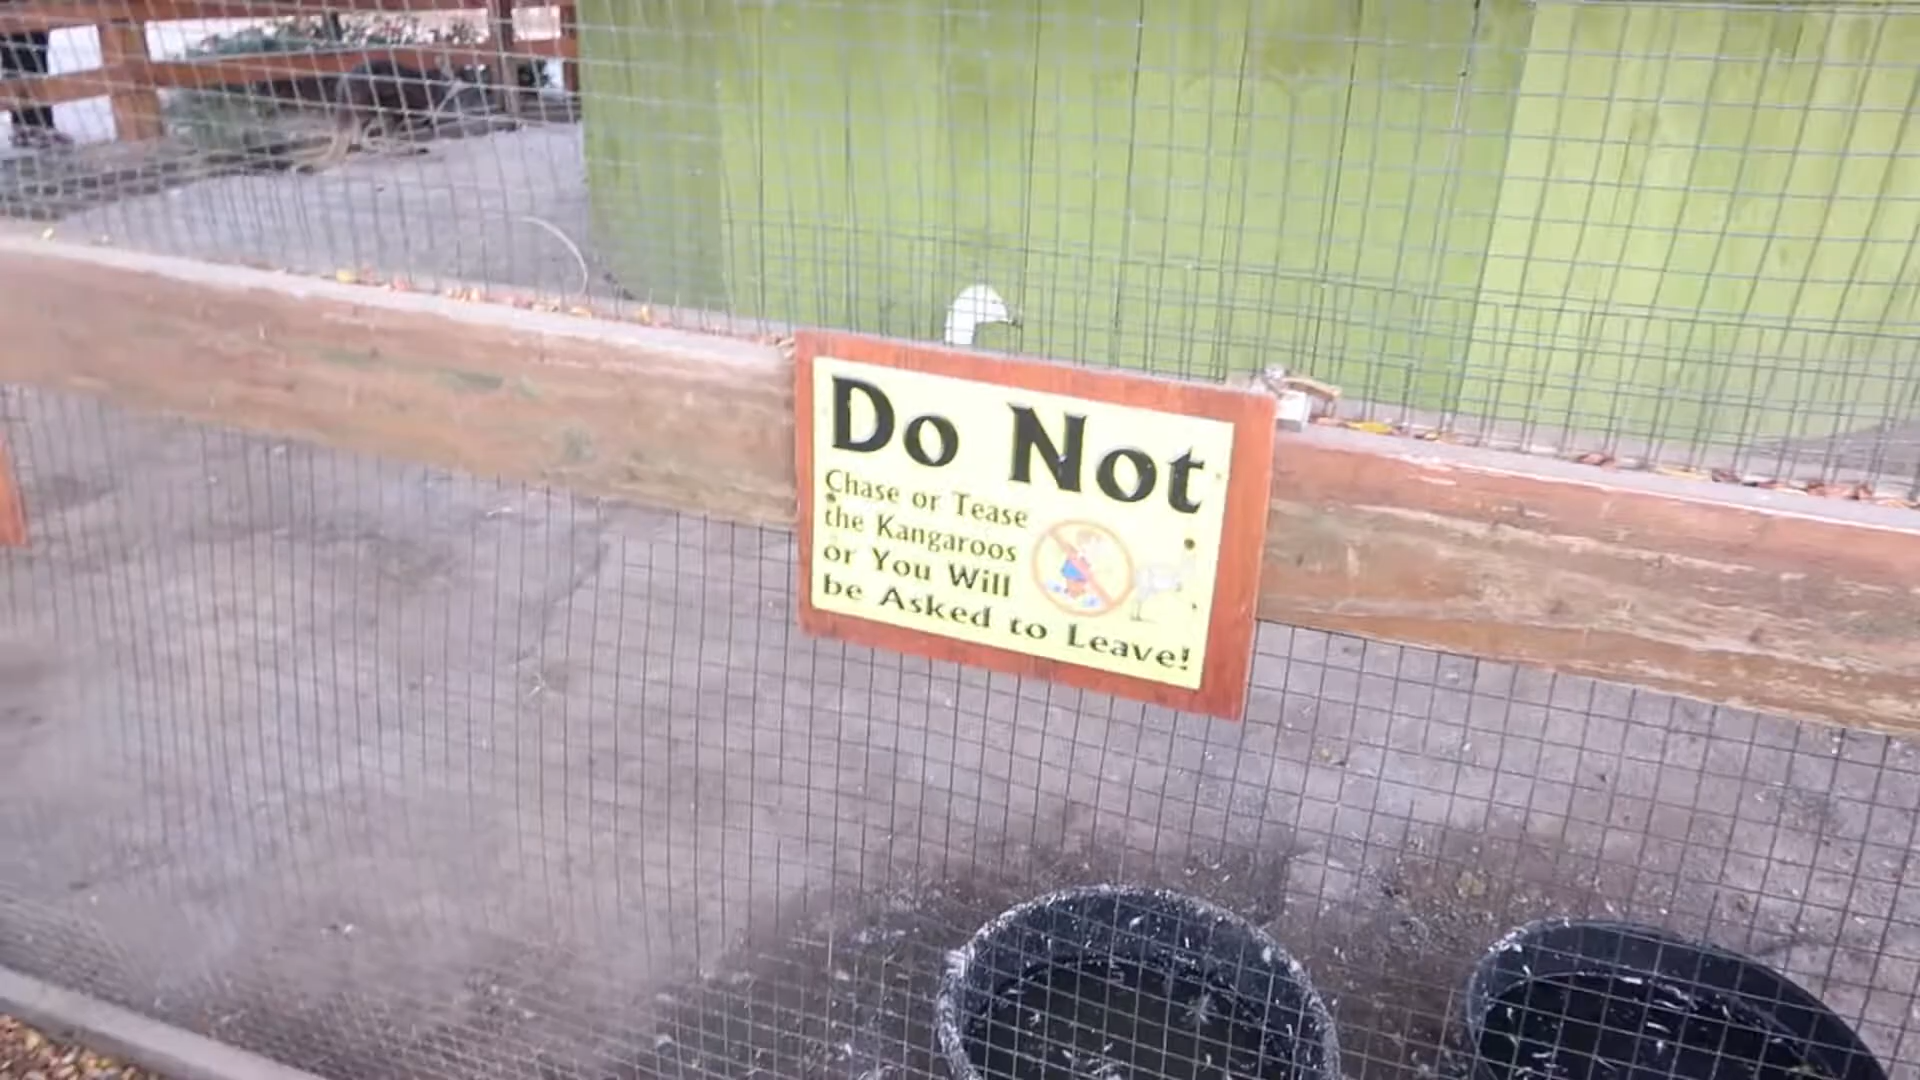 Do Not
Chase or Tease
the Kangaroos
or You Will
be Asked to Leave!